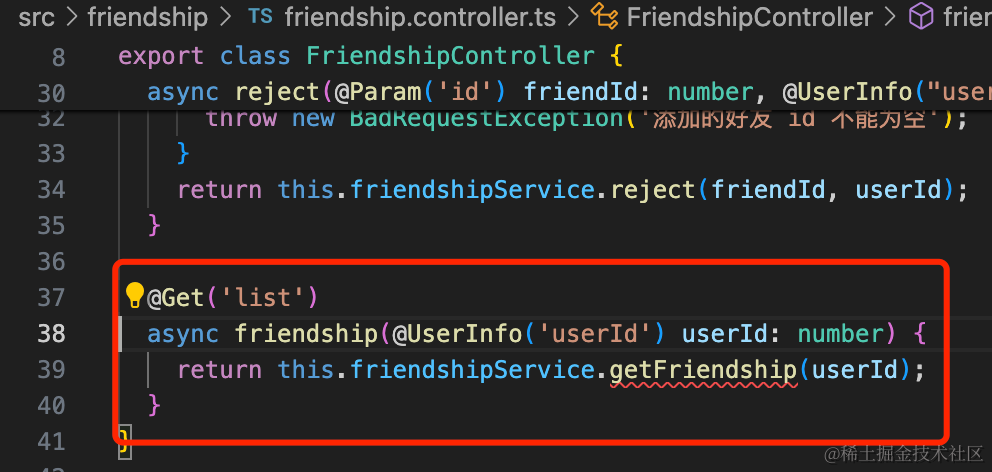 src > friendship > TS friendship.controller.ts > FriendshipController > frien
8 export class FriendshipController {
30 async reject(@Param('id') friendId: number, @UserInfo("user
32 throw new BadRequestException('添加的好友 id 不能为空');
33 }
34 return this.friendshipService.reject(friendId, userId);
35 }
36
37 @Get('list')
38 async friendship(@UserInfo('userId') userId: number) {
39 return this.friendshipService.getFriendship(userId);
40 }
41 }
@稀土掘金技术社区